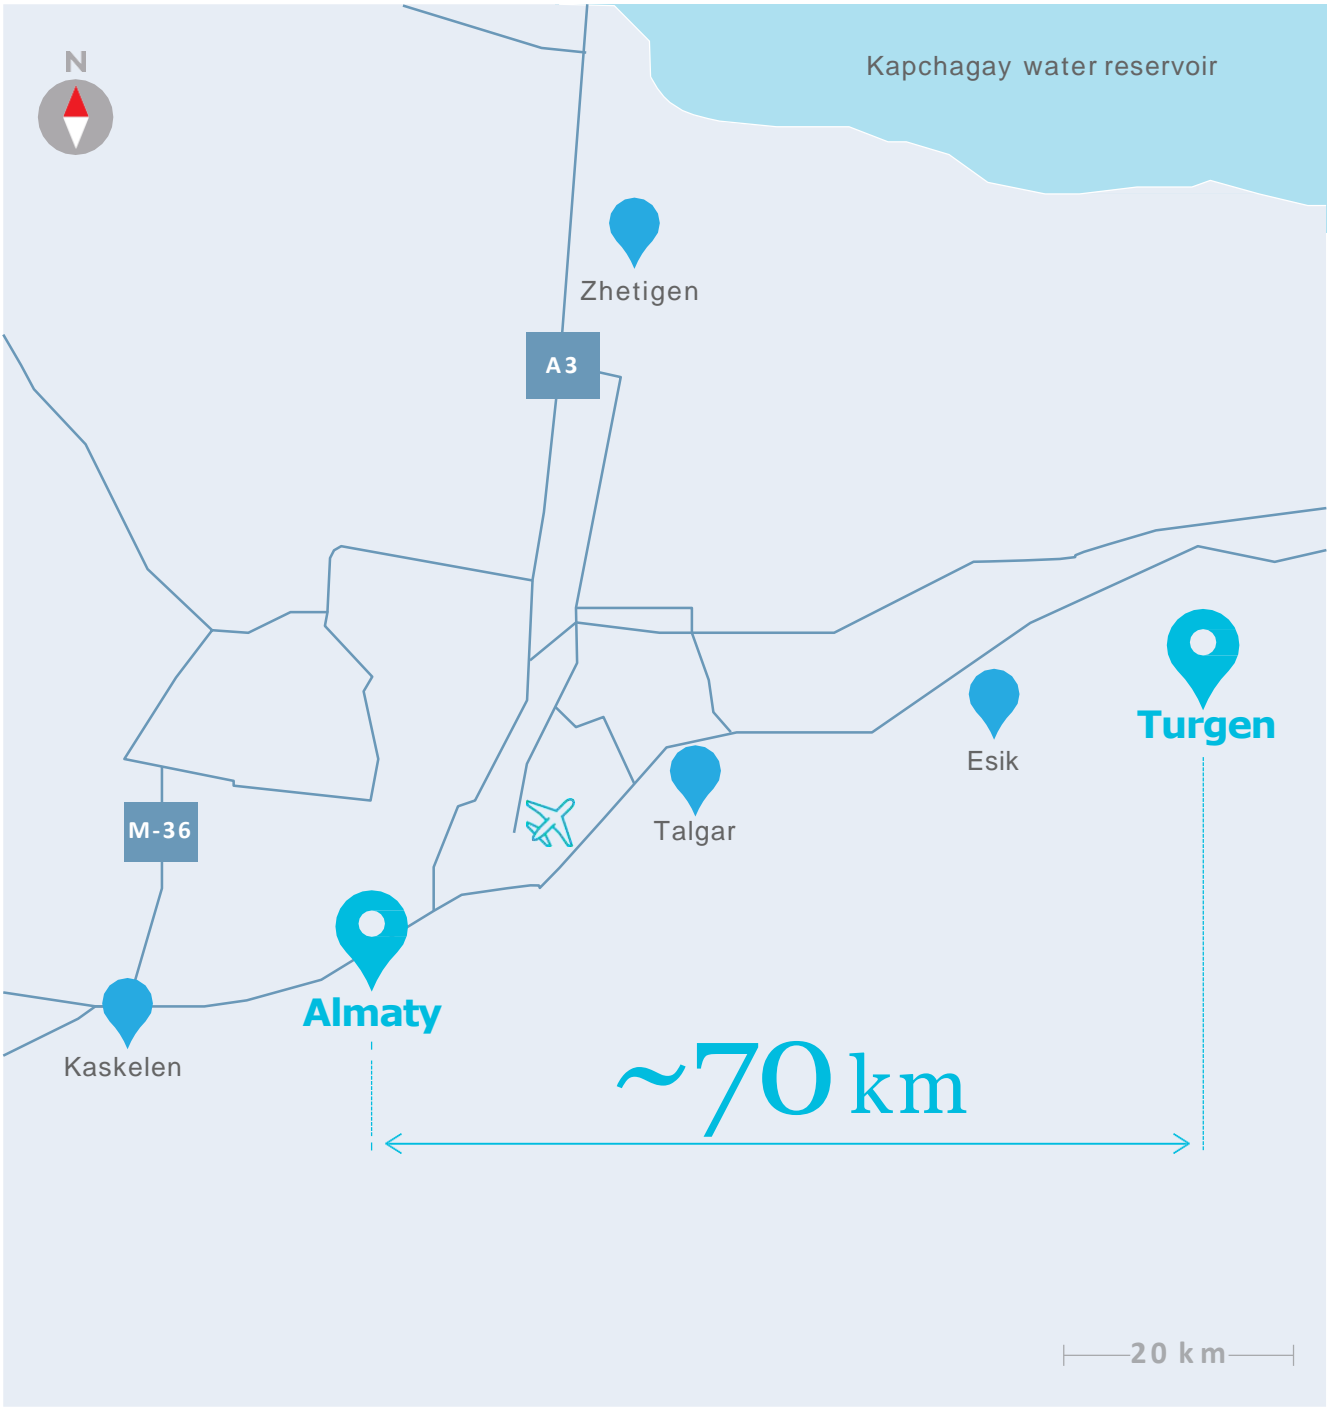 N
Kapchagay water reservoir
Zhetigen
A3
Turgen
Esik
M-36
Talgar
Almaty
Kaskelen
~70 km
20 km